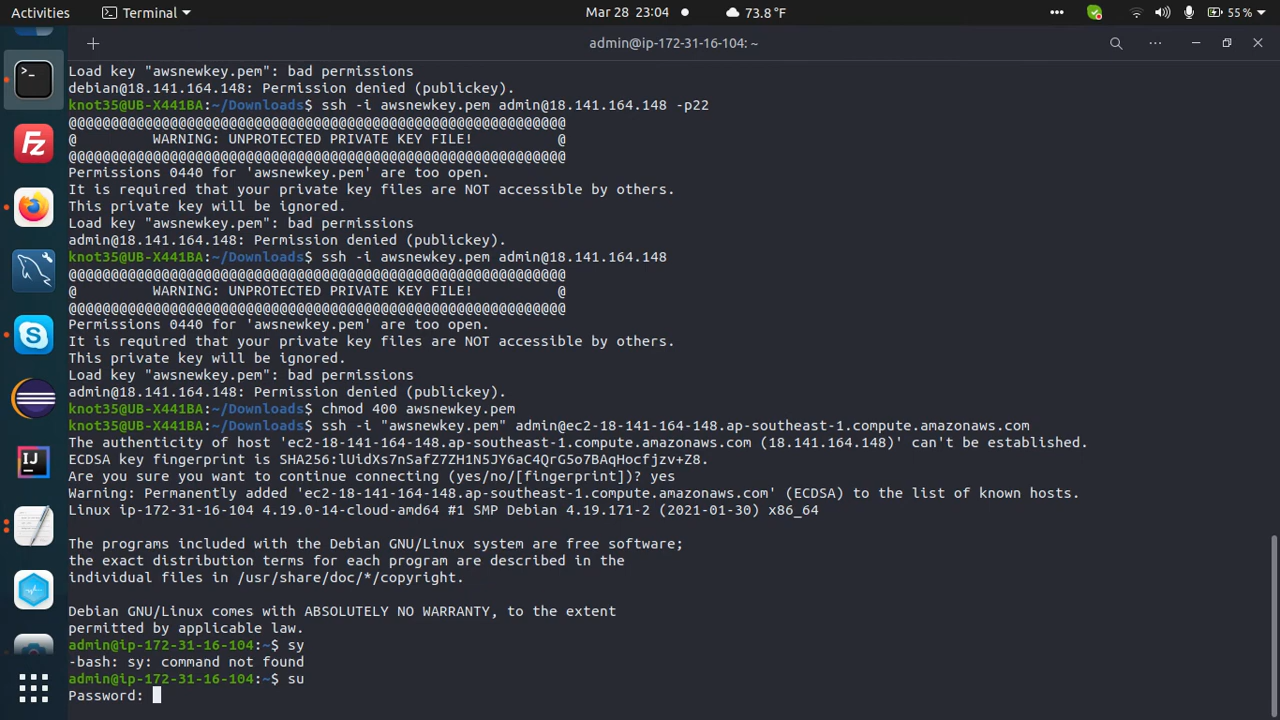 Activities
Terminal
Mar 28 23:04
73.8 °F
55 %
admin@ip-172-31-16-104: ~
Load key "awsnewkey.pem": bad permissions
debian@18.141.164.148: Permission denied (publickey).
knot35@UB-X441BA:~/Downloads$ ssh -i awsnewkey.pem admin@18.141.164.148 -p22
@@@@@@@@@@@@@@@@@@@@@@@@@@@@@@@@@@@@@@@@@@@@@@@@@@@@@@@@@@@
@         WARNING: UNPROTECTED PRIVATE KEY FILE!          @
@@@@@@@@@@@@@@@@@@@@@@@@@@@@@@@@@@@@@@@@@@@@@@@@@@@@@@@@@@@
Permissions 0440 for 'awsnewkey.pem' are too open.
It is required that your private key files are NOT accessible by others.
This private key will be ignored.
Load key "awsnewkey.pem": bad permissions
admin@18.141.164.148: Permission denied (publickey).
knot35@UB-X441BA:~/Downloads$ ssh -i awsnewkey.pem admin@18.141.164.148
@@@@@@@@@@@@@@@@@@@@@@@@@@@@@@@@@@@@@@@@@@@@@@@@@@@@@@@@@@@
@         WARNING: UNPROTECTED PRIVATE KEY FILE!          @
@@@@@@@@@@@@@@@@@@@@@@@@@@@@@@@@@@@@@@@@@@@@@@@@@@@@@@@@@@@
Permissions 0440 for 'awsnewkey.pem' are too open.
It is required that your private key files are NOT accessible by others.
This private key will be ignored.
Load key "awsnewkey.pem": bad permissions
admin@18.141.164.148: Permission denied (publickey).
knot35@UB-X441BA:~/Downloads$ chmod 400 awsnewkey.pem
knot35@UB-X441BA:~/Downloads$ ssh -i "awsnewkey.pem" admin@ec2-18-141-164-148.ap-southeast-1.compute.amazonaws.com
The authenticity of host 'ec2-18-141-164-148.ap-southeast-1.compute.amazonaws.com (18.141.164.148)' can't be established.
ECDSA key fingerprint is SHA256:lUidXs7nSafZ7ZH1N5JY6aC4QrG5o7BAqHocfjzv+Z8.
Are you sure you want to continue connecting (yes/no/[fingerprint])? yes
Warning: Permanently added 'ec2-18-141-164-148.ap-southeast-1.compute.amazonaws.com' (ECDSA) to the list of known hosts.
Linux ip-172-31-16-104 4.19.0-14-cloud-amd64 #1 SMP Debian 4.19.171-2 (2021-01-30) x86_64
The programs included with the Debian GNU/Linux system are free software;
the exact distribution terms for each program are described in the
individual files in /usr/share/doc/*/copyright.
Debian GNU/Linux comes with ABSOLUTELY NO WARRANTY, to the extent
permitted by applicable law.
admin@ip-172-31-16-104:~$ sy
-bash: sy: command not found
admin@ip-172-31-16-104:~$ su
Password: